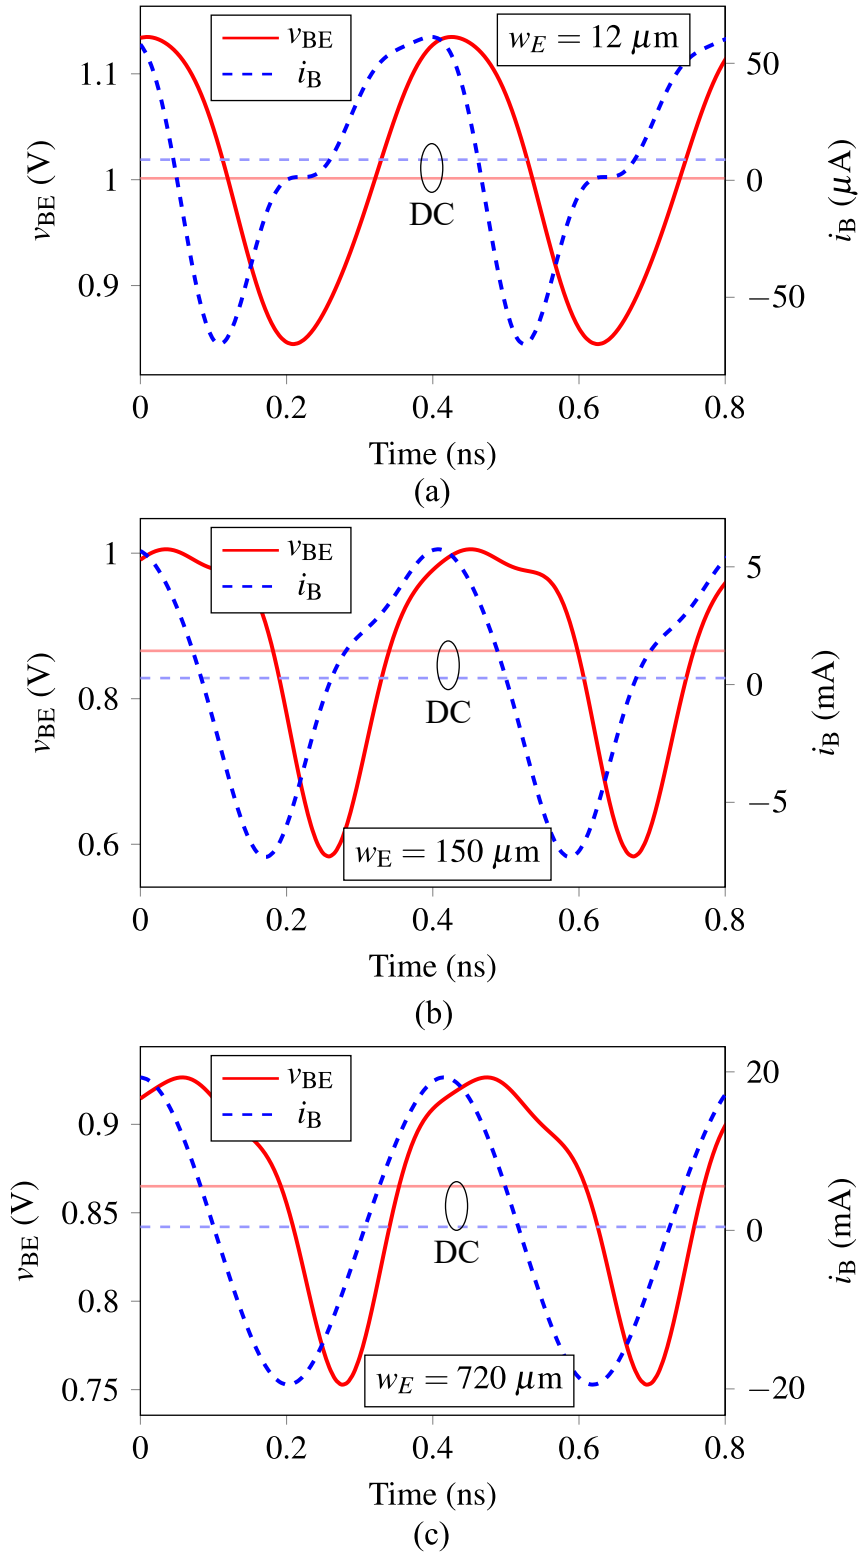 v_BE
i_B
w_E = 12 μm
1.1
1
0.9
50
0
−50
v_BE (V)
i_B (μA)
DC
0 0.2 0.4 0.6 0.8
Time (ns)
(a)
v_BE
i_B
1
0.8
0.6
5
0
−5
v_BE (V)
i_B (mA)
DC
w_E = 150 μm
0 0.2 0.4 0.6 0.8
Time (ns)
(b)
v_BE
i_B
0.9
0.85
0.8
0.75
20
0
−20
v_BE (V)
i_B (mA)
DC
w_E = 720 μm
0 0.2 0.4 0.6 0.8
Time (ns)
(c)